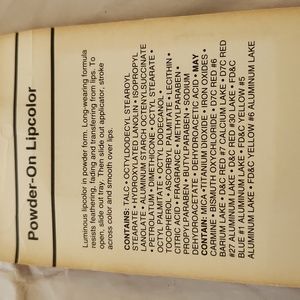 Powder-On Lipcolor
Luminous lipcolor in powder form. Long-wearing formula
resists feathering, fading and transferring from lips. To
open, slide out tray. Then slide out applicator, stroke
across color and smooth over lips.
CONTAINS: TALC • OCTYLDODECYL STEAROYL
STEARATE • HYDROXYLATED LANOLIN • ISOPROPYL
LANOLATE • ALUMINUM STARCH OCTENYLSUCCINATE
• PETROLATUM • DIMETHICONE • OCTYL STEARATE •
OCTYL PALMITATE • OCTYL DODECANOL •
TOCOPHEROL • ASCORBYL PALMITATE • LECITHIN •
CITRIC ACID • FRAGRANCE • METHYLPARABEN •
PROPYLPARABEN • BUTYLPARABEN • SODIUM
DEHYDROACETATE • DEHYDROACETIC ACID • MAY
CONTAIN: MICA • TITANIUM DIOXIDE • IRON OXIDES •
CARMINE • BISMUTH OXYCHLORIDE • D&C RED #6
BARIUM LAKE • D&C RED #7 CALCIUM LAKE • D&C RED
#27 ALUMINUM LAKE • D&C RED #30 LAKE • FD&C
BLUE #1 ALUMINUM LAKE • FD&C YELLOW #5
ALUMINUM LAKE • FD&C YELLOW #6 ALUMINUM LAKE